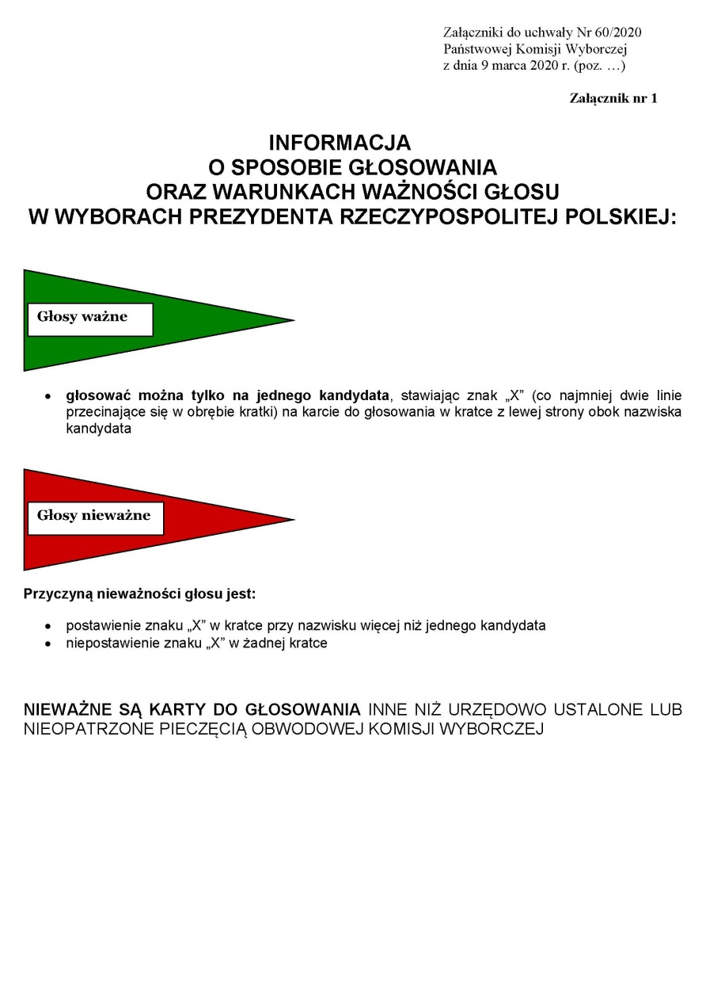 Załączniki do uchwały Nr 60/2020
Państwowej Komisji Wyborczej
z dnia 9 marca 2020 r. (poz. …)
Załącznik nr 1
INFORMACJA
O SPOSOBIE GŁOSOWANIA
ORAZ WARUNKACH WAŻNOŚCI GŁOSU
W WYBORACH PREZYDENTA RZECZYPOSPOLITEJ POLSKIEJ:
Głosy ważne
• głosować można tylko na jednego kandydata, stawiając znak „X” (co najmniej dwie linie
przecinające się w obrębie kratki) na karcie do głosowania w kratce z lewej strony obok nazwiska
kandydata
Głosy nieważne
Przyczyną nieważności głosu jest:
• postawienie znaku „X” w kratce przy nazwisku więcej niż jednego kandydata
• niepostawienie znaku „X” w żadnej kratce
NIEWAŻNE SĄ KARTY DO GŁOSOWANIA INNE NIŻ URZĘDOWO USTALONE LUB
NIEOPATRZONE PIECZĘCIĄ OBWODOWEJ KOMISJI WYBORCZEJ